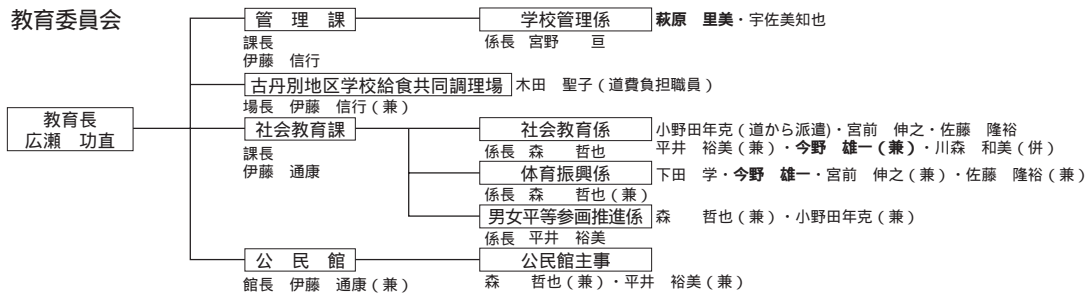 教育委員会
管 理 課
課長
伊藤 信行
学校管理係
係長 宮野 亘
萩原 里美・宇佐美知也
古丹別地区学校給食共同調理場
場長 伊藤 信行(兼)
木田 聖子(道費負担職員)
教育長
広瀬 功直
社会教育課
課長
伊藤 通康
社会教育係
係長 森 哲也
小野田年克(道から派遣)・宮前 伸之・佐藤 隆裕
平井 裕美(兼)・今野 雄一(兼)・川森 和美(併)
体育振興係
係長 森 哲也(兼)
下田 学・今野 雄一・宮前 伸之(兼)・佐藤 隆裕(兼)
男女平等参画推進係
係長 平井 裕美
森 哲也(兼)・小野田年克(兼)
公 民 館
館長 伊藤 通康(兼)
公民館主事
森 哲也(兼)・平井 裕美(兼)